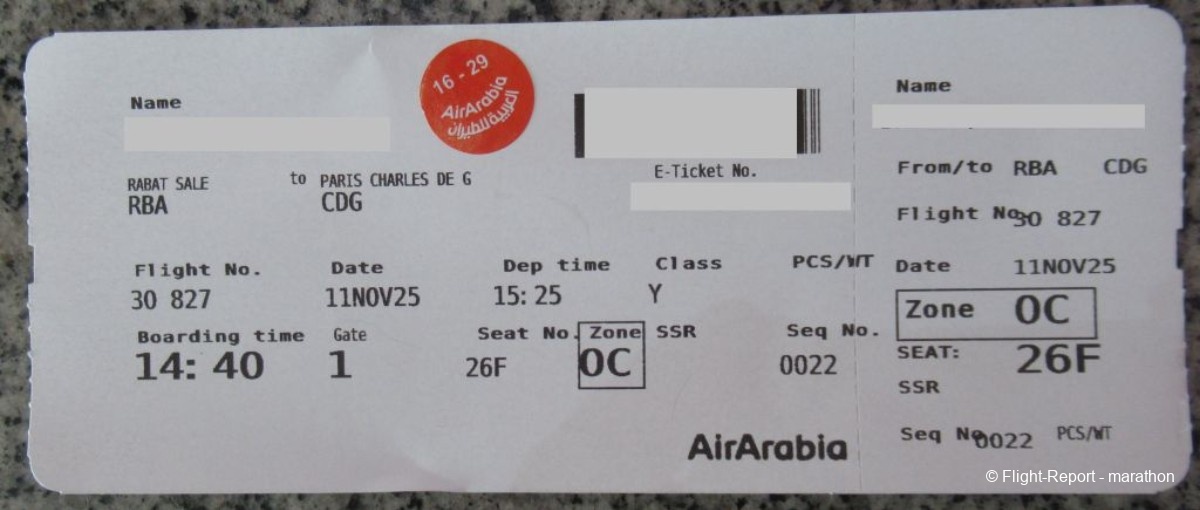 Name
16 - 29
AirArabia
العربية للطيران
RABAT SALE to PARIS CHARLES DE G
RBA CDG
E-Ticket No.
Flight No. Date Dep time Class PCS/WT
30 827 11NOV25 15:25 Y
Boarding time Gate Seat No. Zone SSR Seq No.
14:40 1 26F 0C 0022
AirArabia
Name
From/to RBA CDG
Flight No 30 827
Date 11NOV25
Zone 0C
SEAT: 26F
SSR
Seq No 0022 PCS/WT
© Flight-Report - marathon